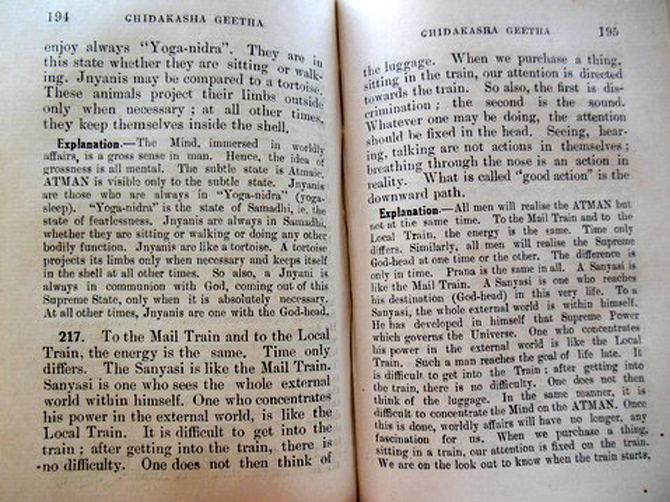 194 CHIDAKASHA GEETHA
enjoy always "Yoga-nidra". They are in
this state whether they are sitting or walk-
ing. Jnyanis may be compared to a tortoise.
These animals project their limbs outside
only when necessary ; at all other times,
they keep themselves inside the shell.
Explanation.—The Mind, immersed in worldly
affairs, is a gross sense in man. Hence, the idea of
grossness is all mental. The subtle state is Atmaic.
ATMAN is visible only to the subtle state. Jnyanis
are those who are always in "Yoga-nidra" (yoga-
sleep). "Yoga-nidra" is the state of Samadhi, ie, the
state of fearlessness. Jnyanis are always in Samadhi,
whether they are sitting or walking or doing any other
bodily function. Jnyanis are like a tortoise. A tortoise
projects its limbs only when necessary and keeps itself
in the shell at all other times. So also, a Jnyani is
always in communion with God, coming out of this
Supreme State, only when it is absolutely necessary.
At all other times, Jnyanis are one with the God-head.
217. To the Mail Train and to the Local
Train, the energy is the same. Time only
differs. The Sanyasi is like the Mail Train.
Sanyasi is one who sees the whole external
world within himself. One who concentrates
his power in the external world, is like the
Local Train. It is difficult to get into the
train ; after getting into the train, there is
no difficulty. One does not then think of
CHIDAKASHA GEETHA 195
the luggage. When we purchase a thing,
sitting in the train, our attention is directed
towards the train. So also, the first is dis-
crimination ; the second is the sound.
Whatever one may be doing, the attention
should be fixed in the head. Seeing, hear-
ing, talking are not actions in themselves ;
breathing through the nose is an action in
reality. What is called "good action" is the
downward path.
Explanation.—All men will realise the ATMAN but
not at the same time. To the Mail Train and to the
Local Train, the energy is the same. Time only
differs. Similarly, all men will realise the Supreme
God-head at one time or the other. The difference is
only in time. Prana is the same in all. A Sanyasi is
like the Mail Train. A Sanyasi is one who reaches
his destination (God-head) in this very life. To a
Sanyasi, the whole external world is within himself.
He has developed in himself that Supreme Power
which governs the Universe. One who concentrates
his power in the external world is like the Local
Train. Such a man reaches the goal of life late. It
is difficult to get into the Train ; after getting into
the train, there is no difficulty. One does not then
think of the luggage. In the same manner, it is
difficult to concentrate the Mind on the ATMAN. Once
this is done, worldly affairs will have no longer, any
fascination for us. When we purchase a thing,
sitting in a train, our attention is fixed on the train.
We are on the look out to know when the train starts,